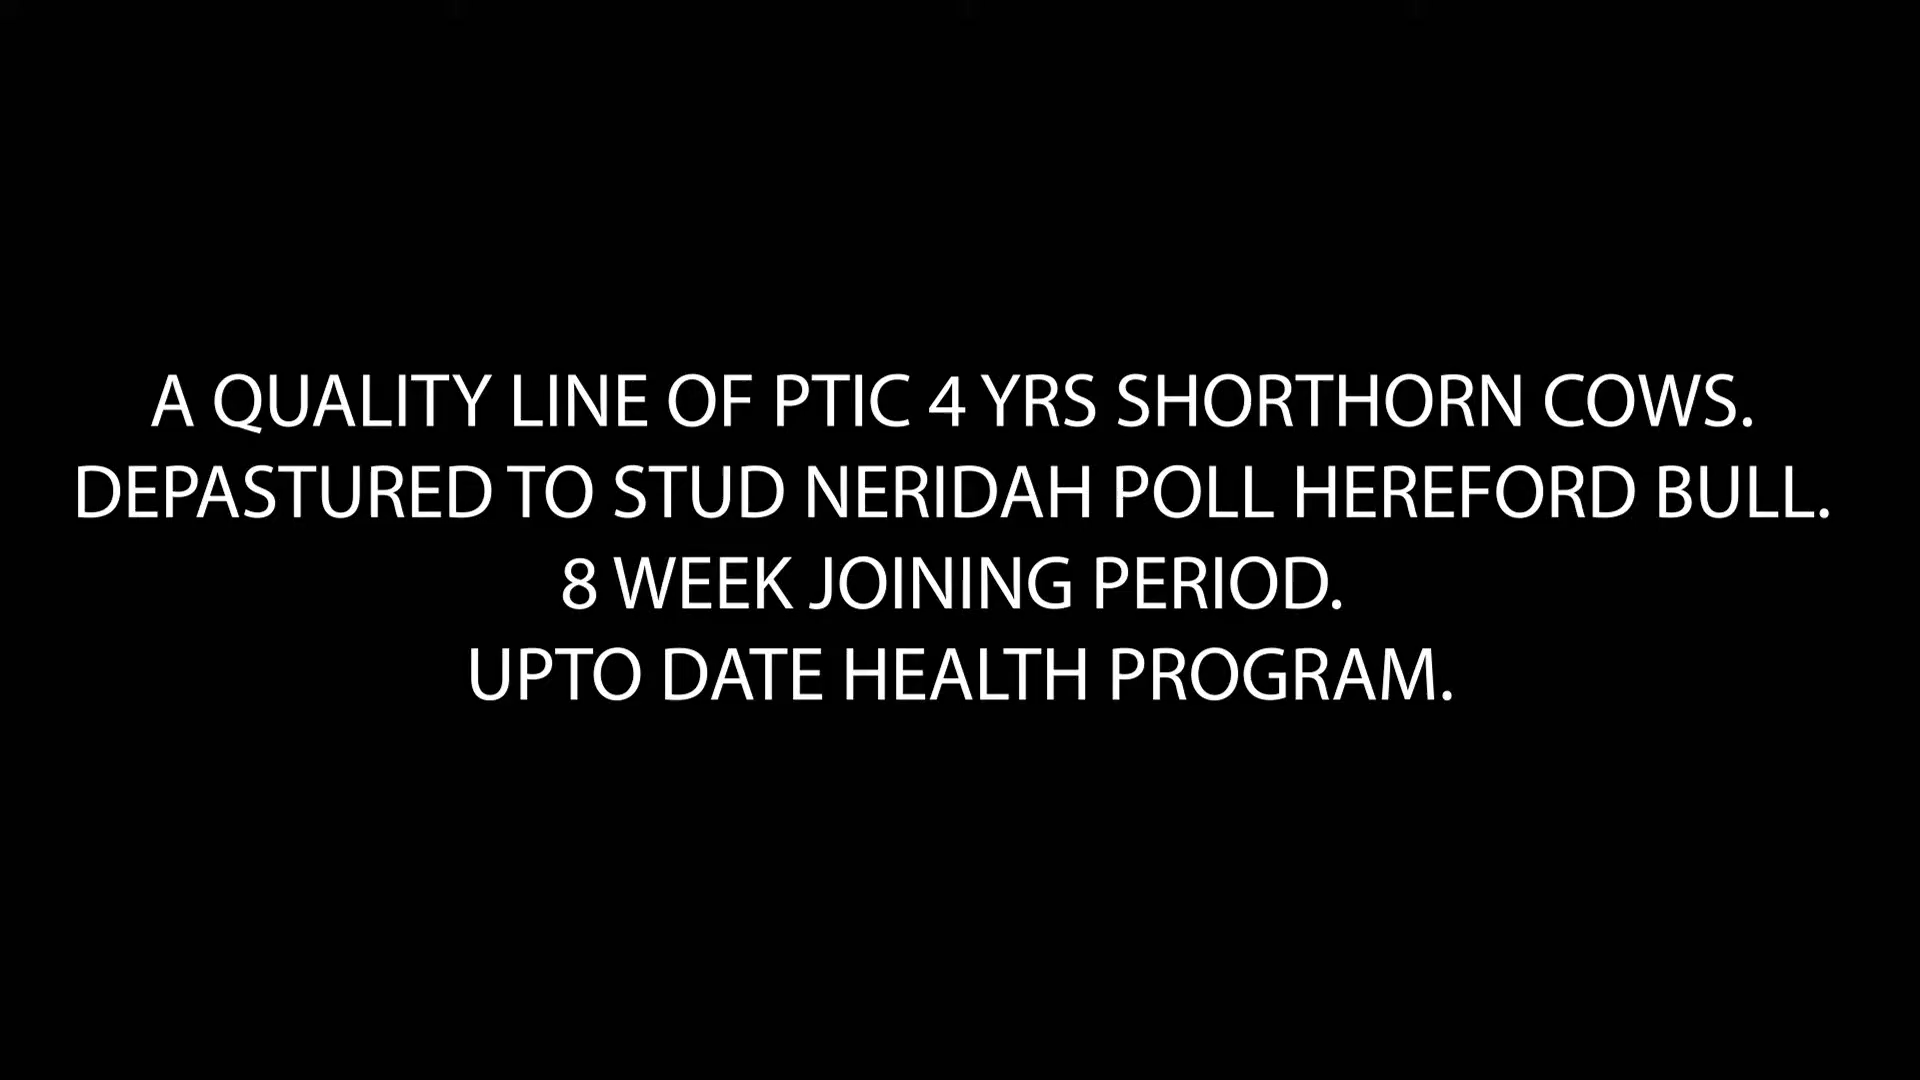 A QUALITY LINE OF PTIC 4 YRS SHORTHORN COWS.
DEPASTURED TO STUD NERIDAH POLL HEREFORD BULL.
8 WEEK JOINING PERIOD.
UPTO DATE HEALTH PROGRAM.